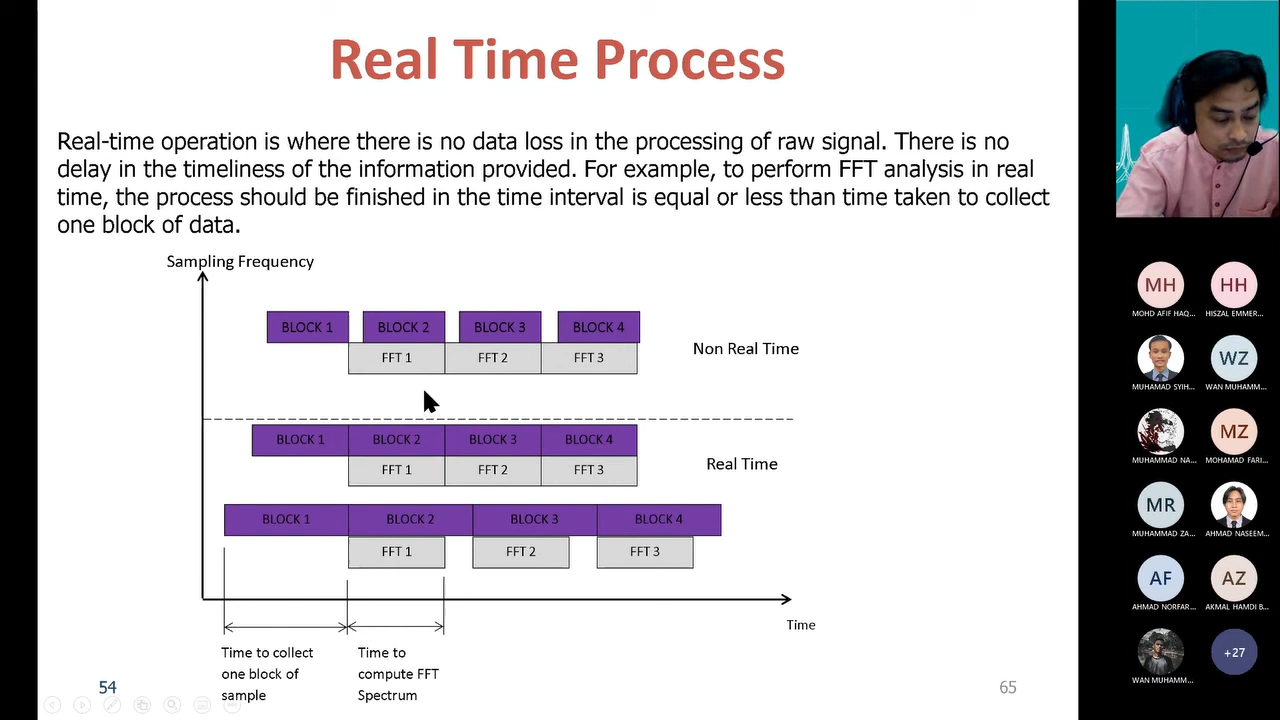 Real Time Process
Real-time operation is where there is no data loss in the processing of raw signal. There is no
delay in the timeliness of the information provided. For example, to perform FFT analysis in real
time, the process should be finished in the time interval is equal or less than time taken to collect
one block of data.
Sampling Frequency
BLOCK 1 BLOCK 2 BLOCK 3 BLOCK 4
FFT 1 FFT 2 FFT 3
Non Real Time
BLOCK 1 BLOCK 2 BLOCK 3 BLOCK 4
FFT 1 FFT 2 FFT 3
Real Time
BLOCK 1 BLOCK 2 BLOCK 3 BLOCK 4
FFT 1 FFT 2 FFT 3
Time
Time to collect
one block of
sample
Time to
compute FFT
Spectrum
54
65
MH HH
MOHD AFIF HAQ... HISZAL EMMER...
WZ
MUHAMAD SYIH... WAN MUHAMM...
MZ
MUHAMMAD NA... MOHAMAD FARI...
MR
MUHAMMAD ZA... AHMAD NASEEM...
AF AZ
AHMAD NORFAR... AKMAL HAMDI B...
+27
WAN MUHAMM...